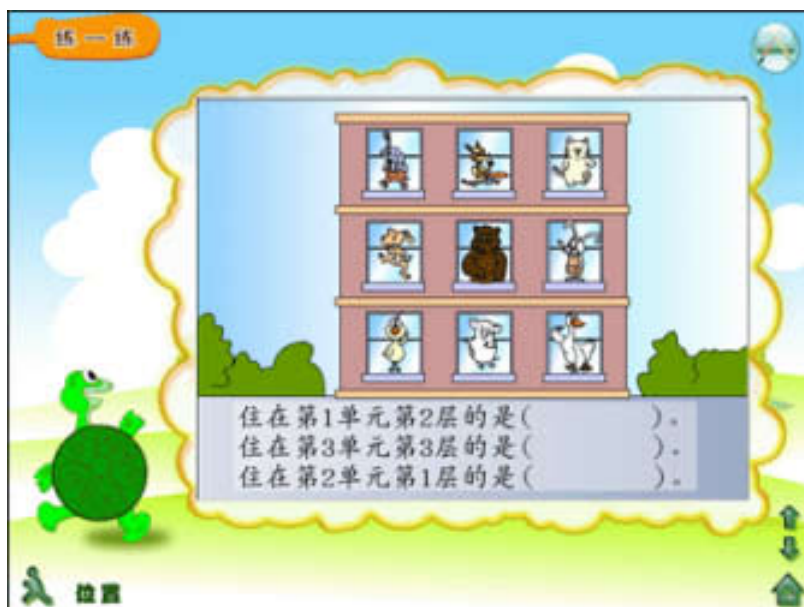 练一练
住在第1单元第2层的是(        )。
住在第3单元第3层的是(        )。
住在第2单元第1层的是(        )。
位置